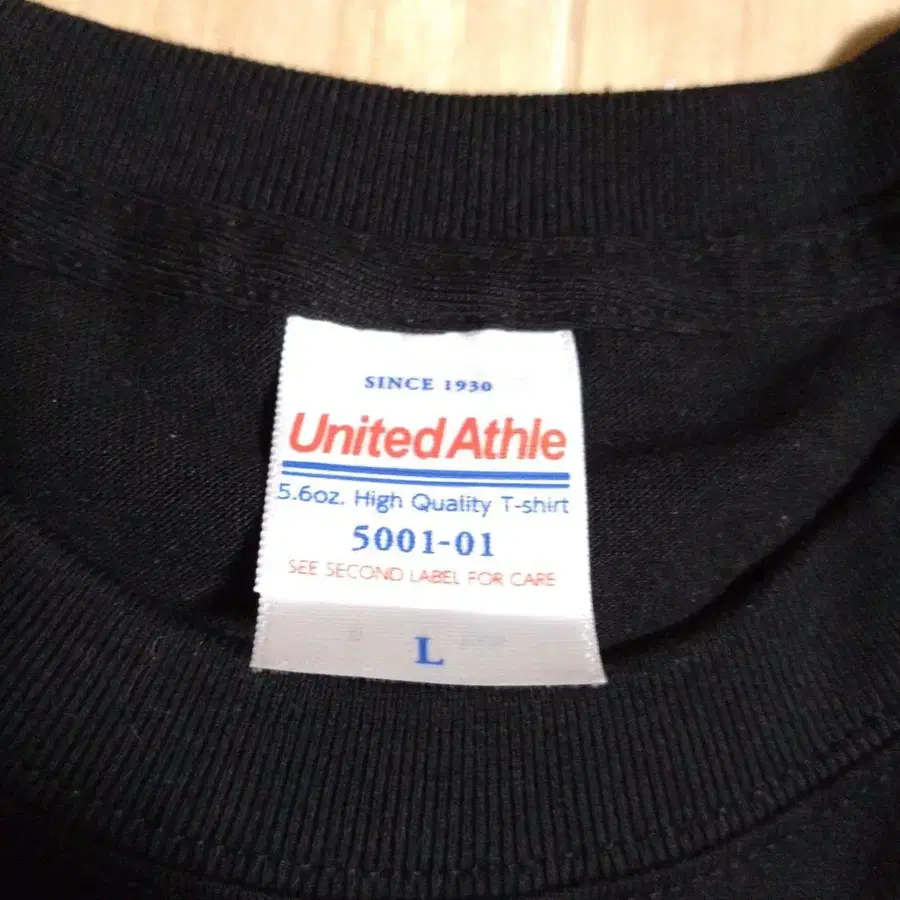 SINCE 1930
United Athle
5.6oz. High Quality T-shirt
5001-01
SEE SECOND LABEL FOR CARE
L